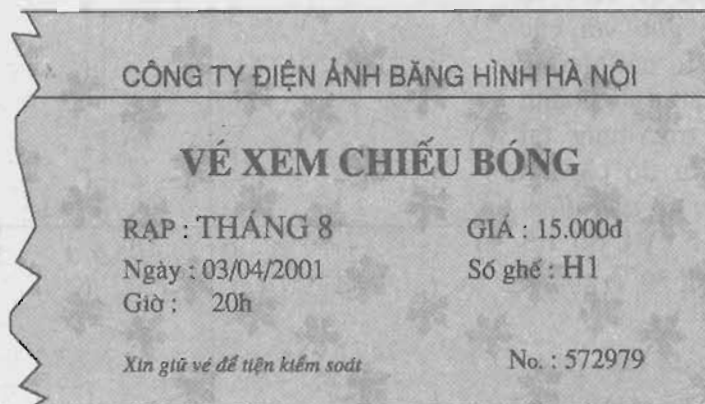 CÔNG TY ĐIỆN ẢNH BĂNG HÌNH HÀ NỘI
VÉ XEM CHIẾU BÓNG
RẠP : THÁNG 8 GIÁ : 15.000đ
Ngày : 03/04/2001 Số ghế : H1
Giờ : 20h
Xin giữ vé để tiện kiểm soát No. : 572979